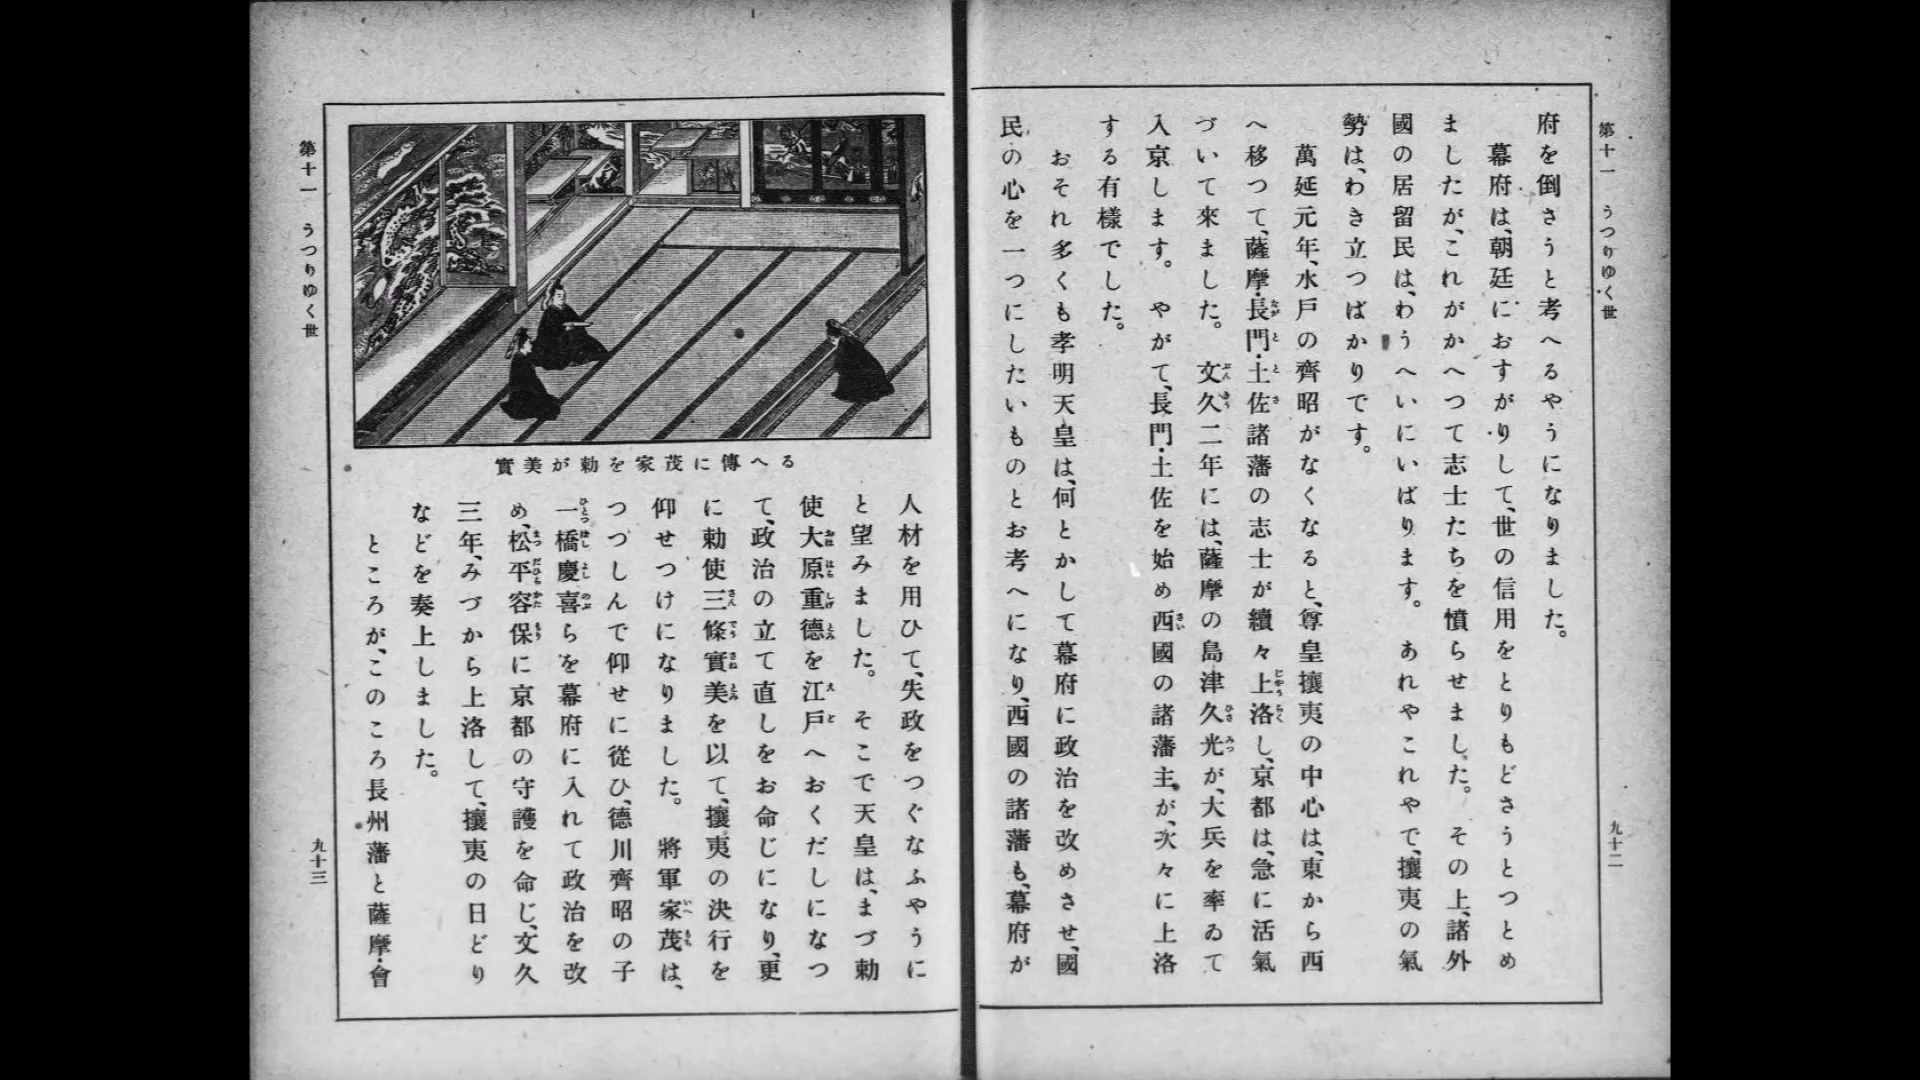 第十一 うつりゆく世
九十二
府を倒さうと考へるやうになりました。
幕府は、朝廷におすがりして、世の信用をとりもどさうとつとめ
ましたが、これがかへつて志士たちを憤らせました。その上、諸外
國の居留民は、わうへいにいばります。あれやこれやで、攘夷の氣
勢は、わき立つばかりです。
萬延元年、水戸の齊昭がなくなると、尊皇攘夷の中心は、東から西
へ移つて、薩摩・長門・土佐諸藩の志士が續々上洛し、京都は、急に活氣
づいて來ました。文久二年には、薩摩の島津久光が、大兵を率ゐて
入京します。やがて、長門・土佐を始め西國の諸藩主が、次々に上洛
する有樣でした。
おそれ多くも孝明天皇は、何とかして幕府に政治を改めさせ、國
民の心を一つにしたいものとお考へになり、西國の諸藩も、幕府が
實美が勅を家茂に傳へる
人材を用ひて、失政をつぐなふやうに
と望みました。そこで天皇は、まづ勅
使大原重德を江戸へおくだしになつ
て、政治の立て直しをお命じになり、更
に勅使三條實美を以て、攘夷の決行を
仰せつけになりました。將軍家茂は、
つつしんで仰せに從ひ、德川齊昭の子
一橋慶喜らを幕府に入れて政治を改
め、松平容保に京都の守護を命じ、文久
三年、みづから上洛して、攘夷の日どり
などを奏上しました。
ところが、このころ長州藩と薩摩・會
第十一 うつりゆく世
九十三